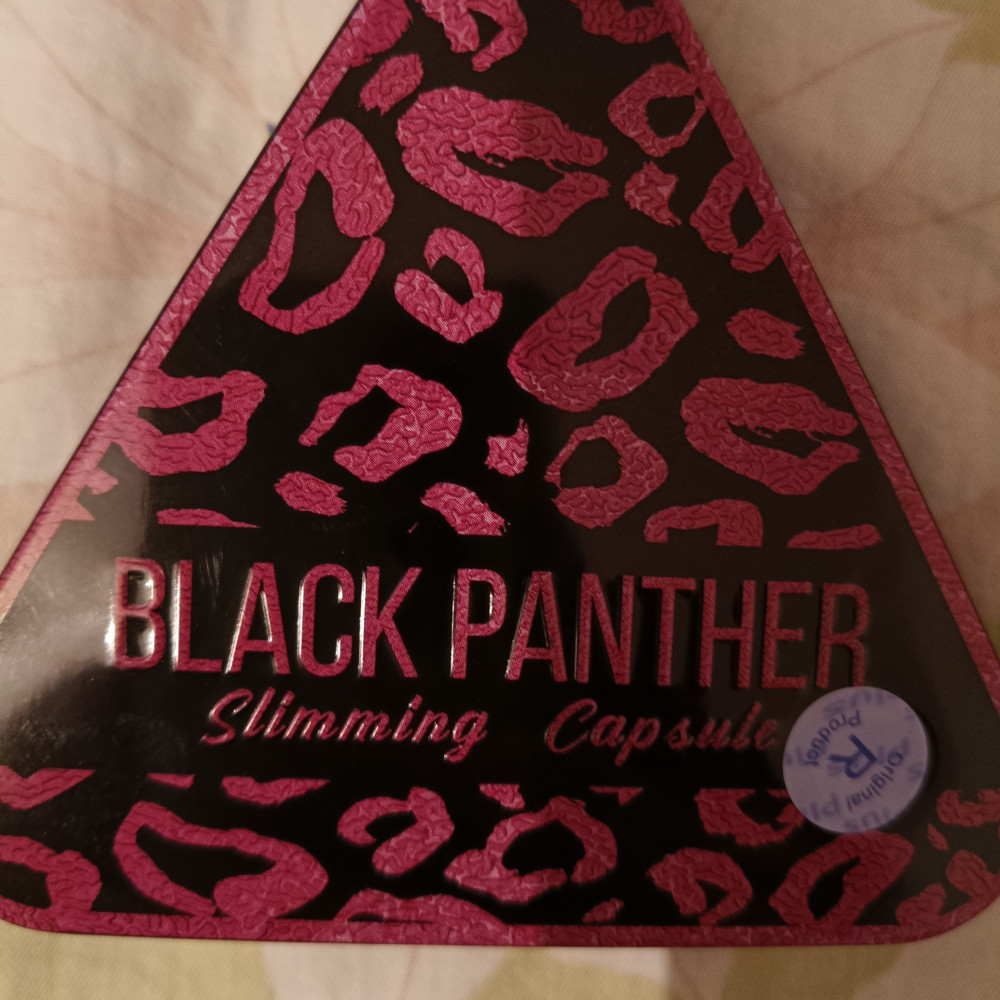 BLACK PANTHER
Slimming Capsule
Original
R
Product